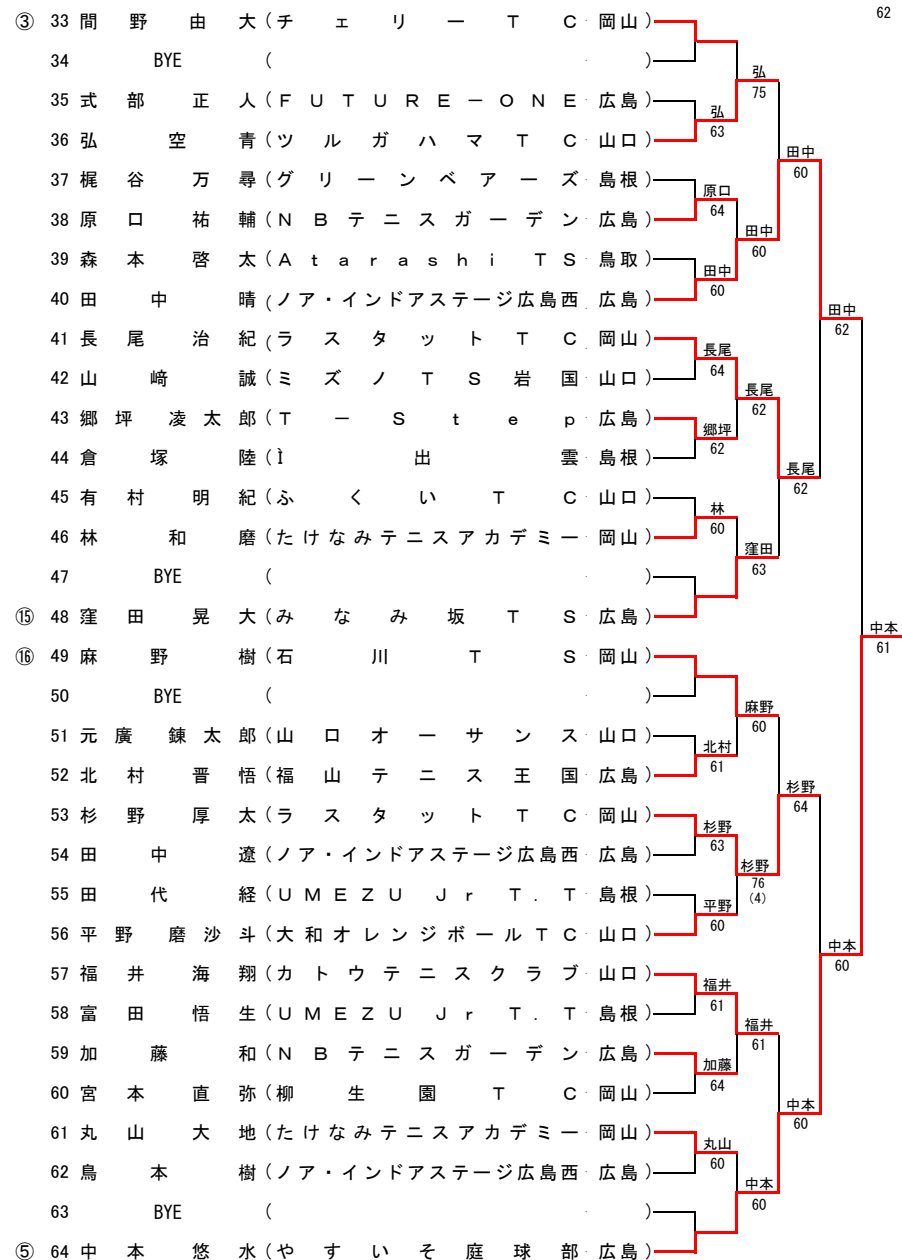 62
③ 33 間野由大 (チェリーTC 岡山)
34 BYE ( )
弘
75
35 式部正人 (FUTURE-ONE 広島)
弘
63
36 弘空青 (ツルガハマTC 山口)
田中
60
37 梶谷万尋 (グリーンベアーズ 島根)
原口
64
38 原口祐輔 (NBテニスガーデン 広島)
田中
60
39 森本啓太 (Atarashi TS 鳥取)
田中
60
40 田中晴 (ノア・インドアステージ広島西 広島)
田中
62
41 長尾治紀 (ラスタットTC 岡山)
長尾
64
42 山﨑誠 (ミズノTS岩国 山口)
長尾
62
43 郷坪凌太郎 (T-Step 広島)
郷坪
62
44 倉塚陸 (Ì出雲 島根)
長尾
62
45 有村明紀 (ふくいTC 山口)
林
60
46 林和磨 (たけなみテニスアカデミー 岡山)
窪田
63
47 BYE ( )
⑮ 48 窪田晃大 (みなみ坂TS 広島)
中本
61
⑯ 49 麻野樹 (石川TS 岡山)
50 BYE ( )
麻野
60
51 元廣錬太郎 (山口オーサンス 山口)
北村
61
52 北村晋悟 (福山テニス王国 広島)
杉野
64
53 杉野厚太 (ラスタットTC 岡山)
杉野
63
54 田中遼 (ノア・インドアステージ広島西 広島)
杉野
76
(4)
55 田代経 (UMEZU Jr T.T 島根)
平野
60
56 平野磨沙斗 (大和オレンジボールTC 山口)
中本
60
57 福井海翔 (カトウテニスクラブ 山口)
福井
61
58 富田悟生 (UMEZU Jr T.T 島根)
福井
61
59 加藤和 (NBテニスガーデン 広島)
加藤
64
60 宮本直弥 (柳生園TC 岡山)
中本
60
61 丸山大地 (たけなみテニスアカデミー 岡山)
丸山
60
62 鳥本樹 (ノア・インドアステージ広島西 広島)
中本
60
63 BYE ( )
⑤ 64 中本悠水 (やすいそ庭球部 広島)